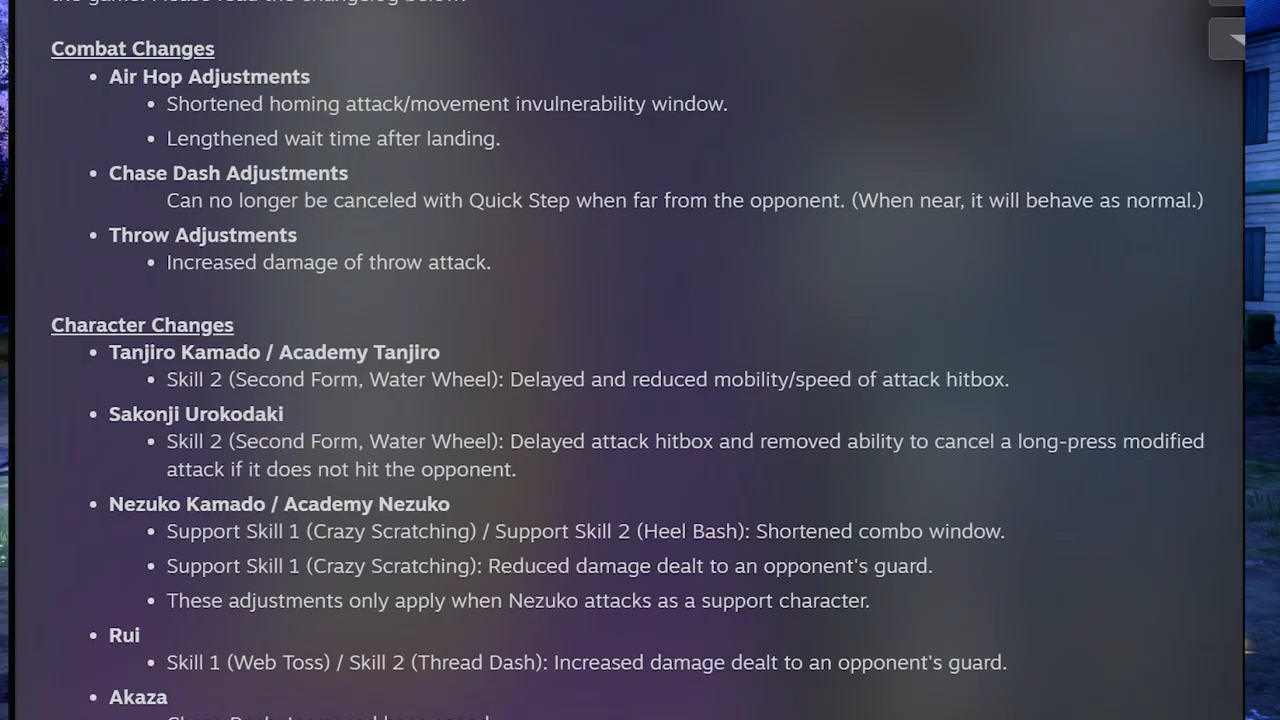 the game. Please read the changelog below.
Combat Changes
• Air Hop Adjustments
• Shortened homing attack/movement invulnerability window.
• Lengthened wait time after landing.
• Chase Dash Adjustments
Can no longer be canceled with Quick Step when far from the opponent. (When near, it will behave as normal.)
• Throw Adjustments
• Increased damage of throw attack.
Character Changes
• Tanjiro Kamado / Academy Tanjiro
• Skill 2 (Second Form, Water Wheel): Delayed and reduced mobility/speed of attack hitbox.
• Sakonji Urokodaki
• Skill 2 (Second Form, Water Wheel): Delayed attack hitbox and removed ability to cancel a long-press modified
attack if it does not hit the opponent.
• Nezuko Kamado / Academy Nezuko
• Support Skill 1 (Crazy Scratching) / Support Skill 2 (Heel Bash): Shortened combo window.
• Support Skill 1 (Crazy Scratching): Reduced damage dealt to an opponent's guard.
• These adjustments only apply when Nezuko attacks as a support character.
• Rui
• Skill 1 (Web Toss) / Skill 2 (Thread Dash): Increased damage dealt to an opponent's guard.
• Akaza